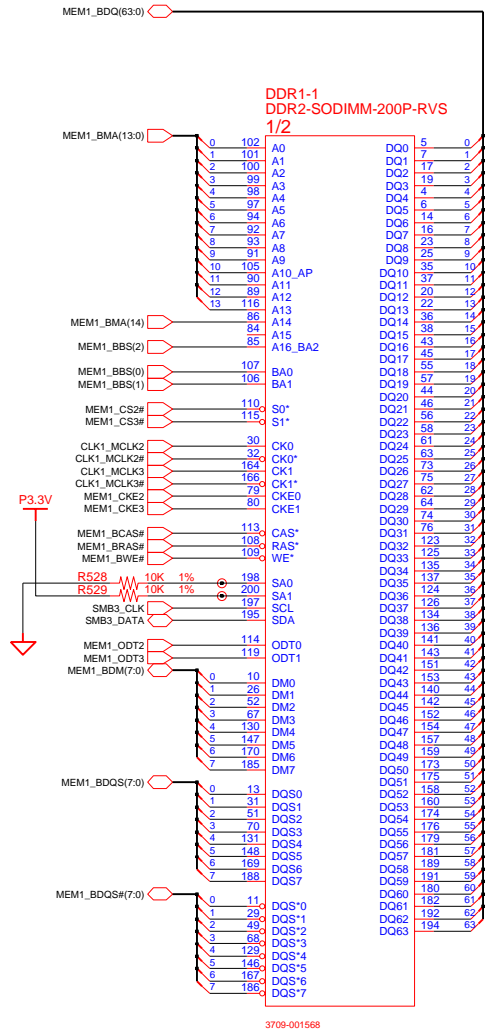 MEM1_BDQ(63:0)
DDR1-1
DDR2-SODIMM-200P-RVS
1/2
MEM1_BMA(13:0)
0 102 A0 DQ0 5 0
1 101 A1 DQ1 7 1
2 100 A2 DQ2 17 2
3 99 A3 DQ3 19 3
4 98 A4 DQ4 4 4
5 97 A5 DQ5 6 5
6 94 A6 DQ6 14 6
7 92 A7 DQ7 16 7
8 93 A8 DQ8 23 8
9 91 A9 DQ9 25 9
10 105 A10_AP DQ10 35 10
11 90 A11 DQ11 37 11
12 89 A12 DQ12 20 12
13 116 A13 DQ13 22 13
MEM1_BMA(14) 86 A14 DQ14 36 14
84 A15 DQ15 38 15
MEM1_BBS(2) 85 A16_BA2 DQ16 43 16
DQ17 45 17
MEM1_BBS(0) 107 BA0 DQ18 55 18
MEM1_BBS(1) 106 BA1 DQ19 57 19
DQ20 44 20
MEM1_CS2# 110 S0* DQ21 46 21
MEM1_CS3# 115 S1* DQ22 56 22
DQ23 58 23
CLK1_MCLK2 30 CK0 DQ24 61 24
CLK1_MCLK2# 32 CK0* DQ25 63 25
CLK1_MCLK3 164 CK1 DQ26 73 26
CLK1_MCLK3# 166 CK1* DQ27 75 27
MEM1_CKE2 79 CKE0 DQ28 62 28
MEM1_CKE3 80 CKE1 DQ29 64 29
P3.3V
DQ30 74 30
MEM1_BCAS# 113 CAS* DQ31 76 31
MEM1_BRAS# 108 RAS* DQ32 123 32
MEM1_BWE# 109 WE* DQ33 125 33
DQ34 135 34
R528 10K 1% 198 SA0 DQ35 137 35
R529 10K 1% 200 SA1 DQ36 124 36
SMB3_CLK 197 SCL DQ37 126 37
SMB3_DATA 195 SDA DQ38 134 38
DQ39 136 39
MEM1_ODT2 114 ODT0 DQ40 141 40
MEM1_ODT3 119 ODT1 DQ41 143 41
MEM1_BDM(7:0) DQ42 151 42
0 10 DM0 DQ43 153 43
1 26 DM1 DQ44 140 44
2 52 DM2 DQ45 142 45
3 67 DM3 DQ46 152 46
4 130 DM4 DQ47 154 47
5 147 DM5 DQ48 157 48
6 170 DM6 DQ49 159 49
7 185 DM7 DQ50 173 50
MEM1_BDQS(7:0) DQ51 175 51
0 13 DQS0 DQ52 158 52
1 31 DQS1 DQ53 160 53
2 51 DQS2 DQ54 174 54
3 70 DQS3 DQ55 176 55
4 131 DQS4 DQ56 179 56
5 148 DQS5 DQ57 181 57
6 169 DQS6 DQ58 189 58
7 188 DQS7 DQ59 191 59
MEM1_BDQS#(7:0) DQ60 180 60
0 11 DQS*0 DQ61 182 61
1 29 DQS*1 DQ62 192 62
2 49 DQS*2 DQ63 194 63
3 68 DQS*3
4 129 DQS*4
5 146 DQS*5
6 167 DQS*6
7 186 DQS*7
3709-001568